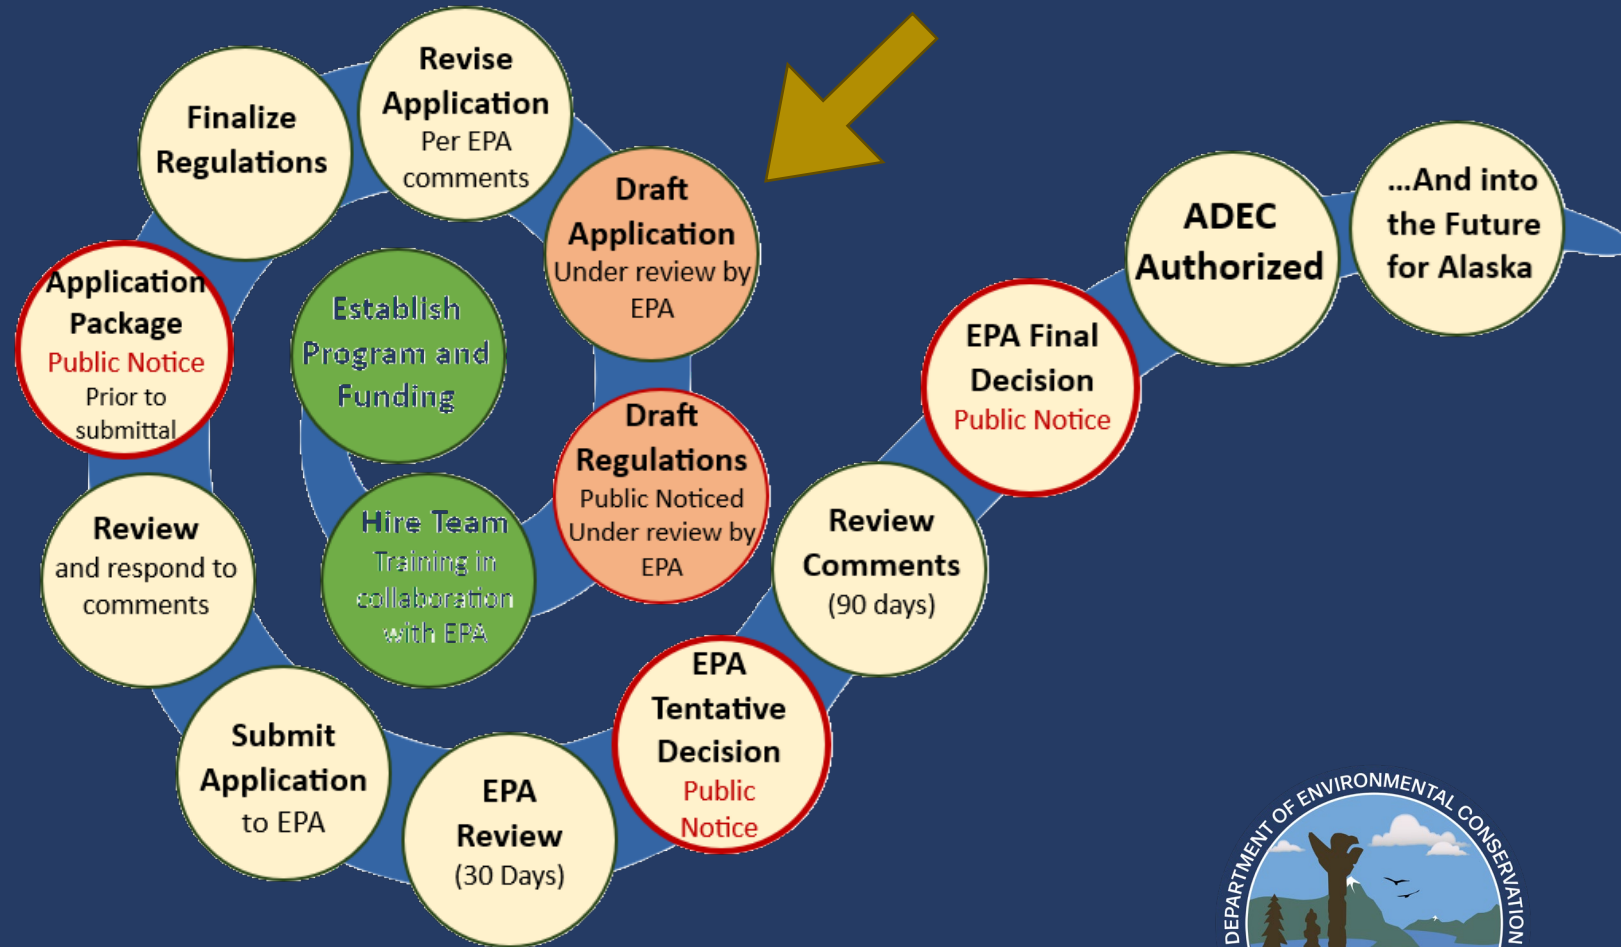 Establish
Program and
Funding
Hire Team
Training in
collaboration
with EPA
Draft
Regulations
Public Noticed
Under review by
EPA
Draft
Application
Under review by
EPA
Revise
Application
Per EPA
comments
Finalize
Regulations
Application
Package
Public Notice
Prior to
submittal
Review
and respond to
comments
Submit
Application
to EPA
EPA
Review
(30 Days)
EPA
Tentative
Decision
Public
Notice
Review
Comments
(90 days)
EPA Final
Decision
Public Notice
ADEC
Authorized
...And into
the Future
for Alaska
DEPARTMENT OF ENVIRONMENTAL CONSERVATION